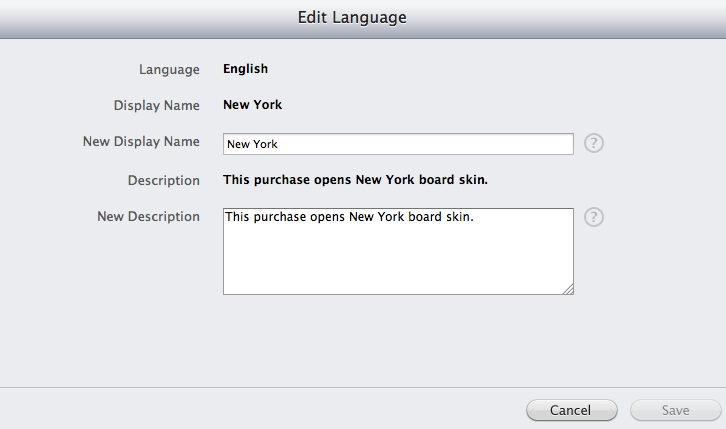 Edit Language
Language English
Display Name New York
New Display Name New York ?
Description This purchase opens New York board skin.
New Description This purchase opens New York board skin. ?
Cancel Save